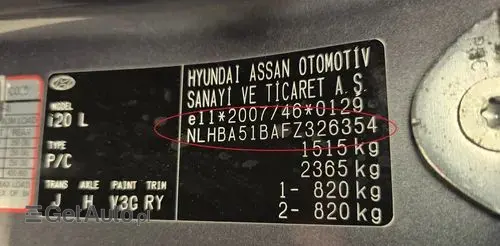 HYUNDAI ASSAN OTOMOTİV
SANAYİ VE TİCARET A.Ş.
e11*2007/46*0129
NLHBA51BAFZ326354
1515 kg
2365 kg
1- 820 kg
2- 820 kg
MODEL
i20 L
TYPE
P/C
TRANS AXLE PAINT TRIM
J H V3G RY
GetAuto